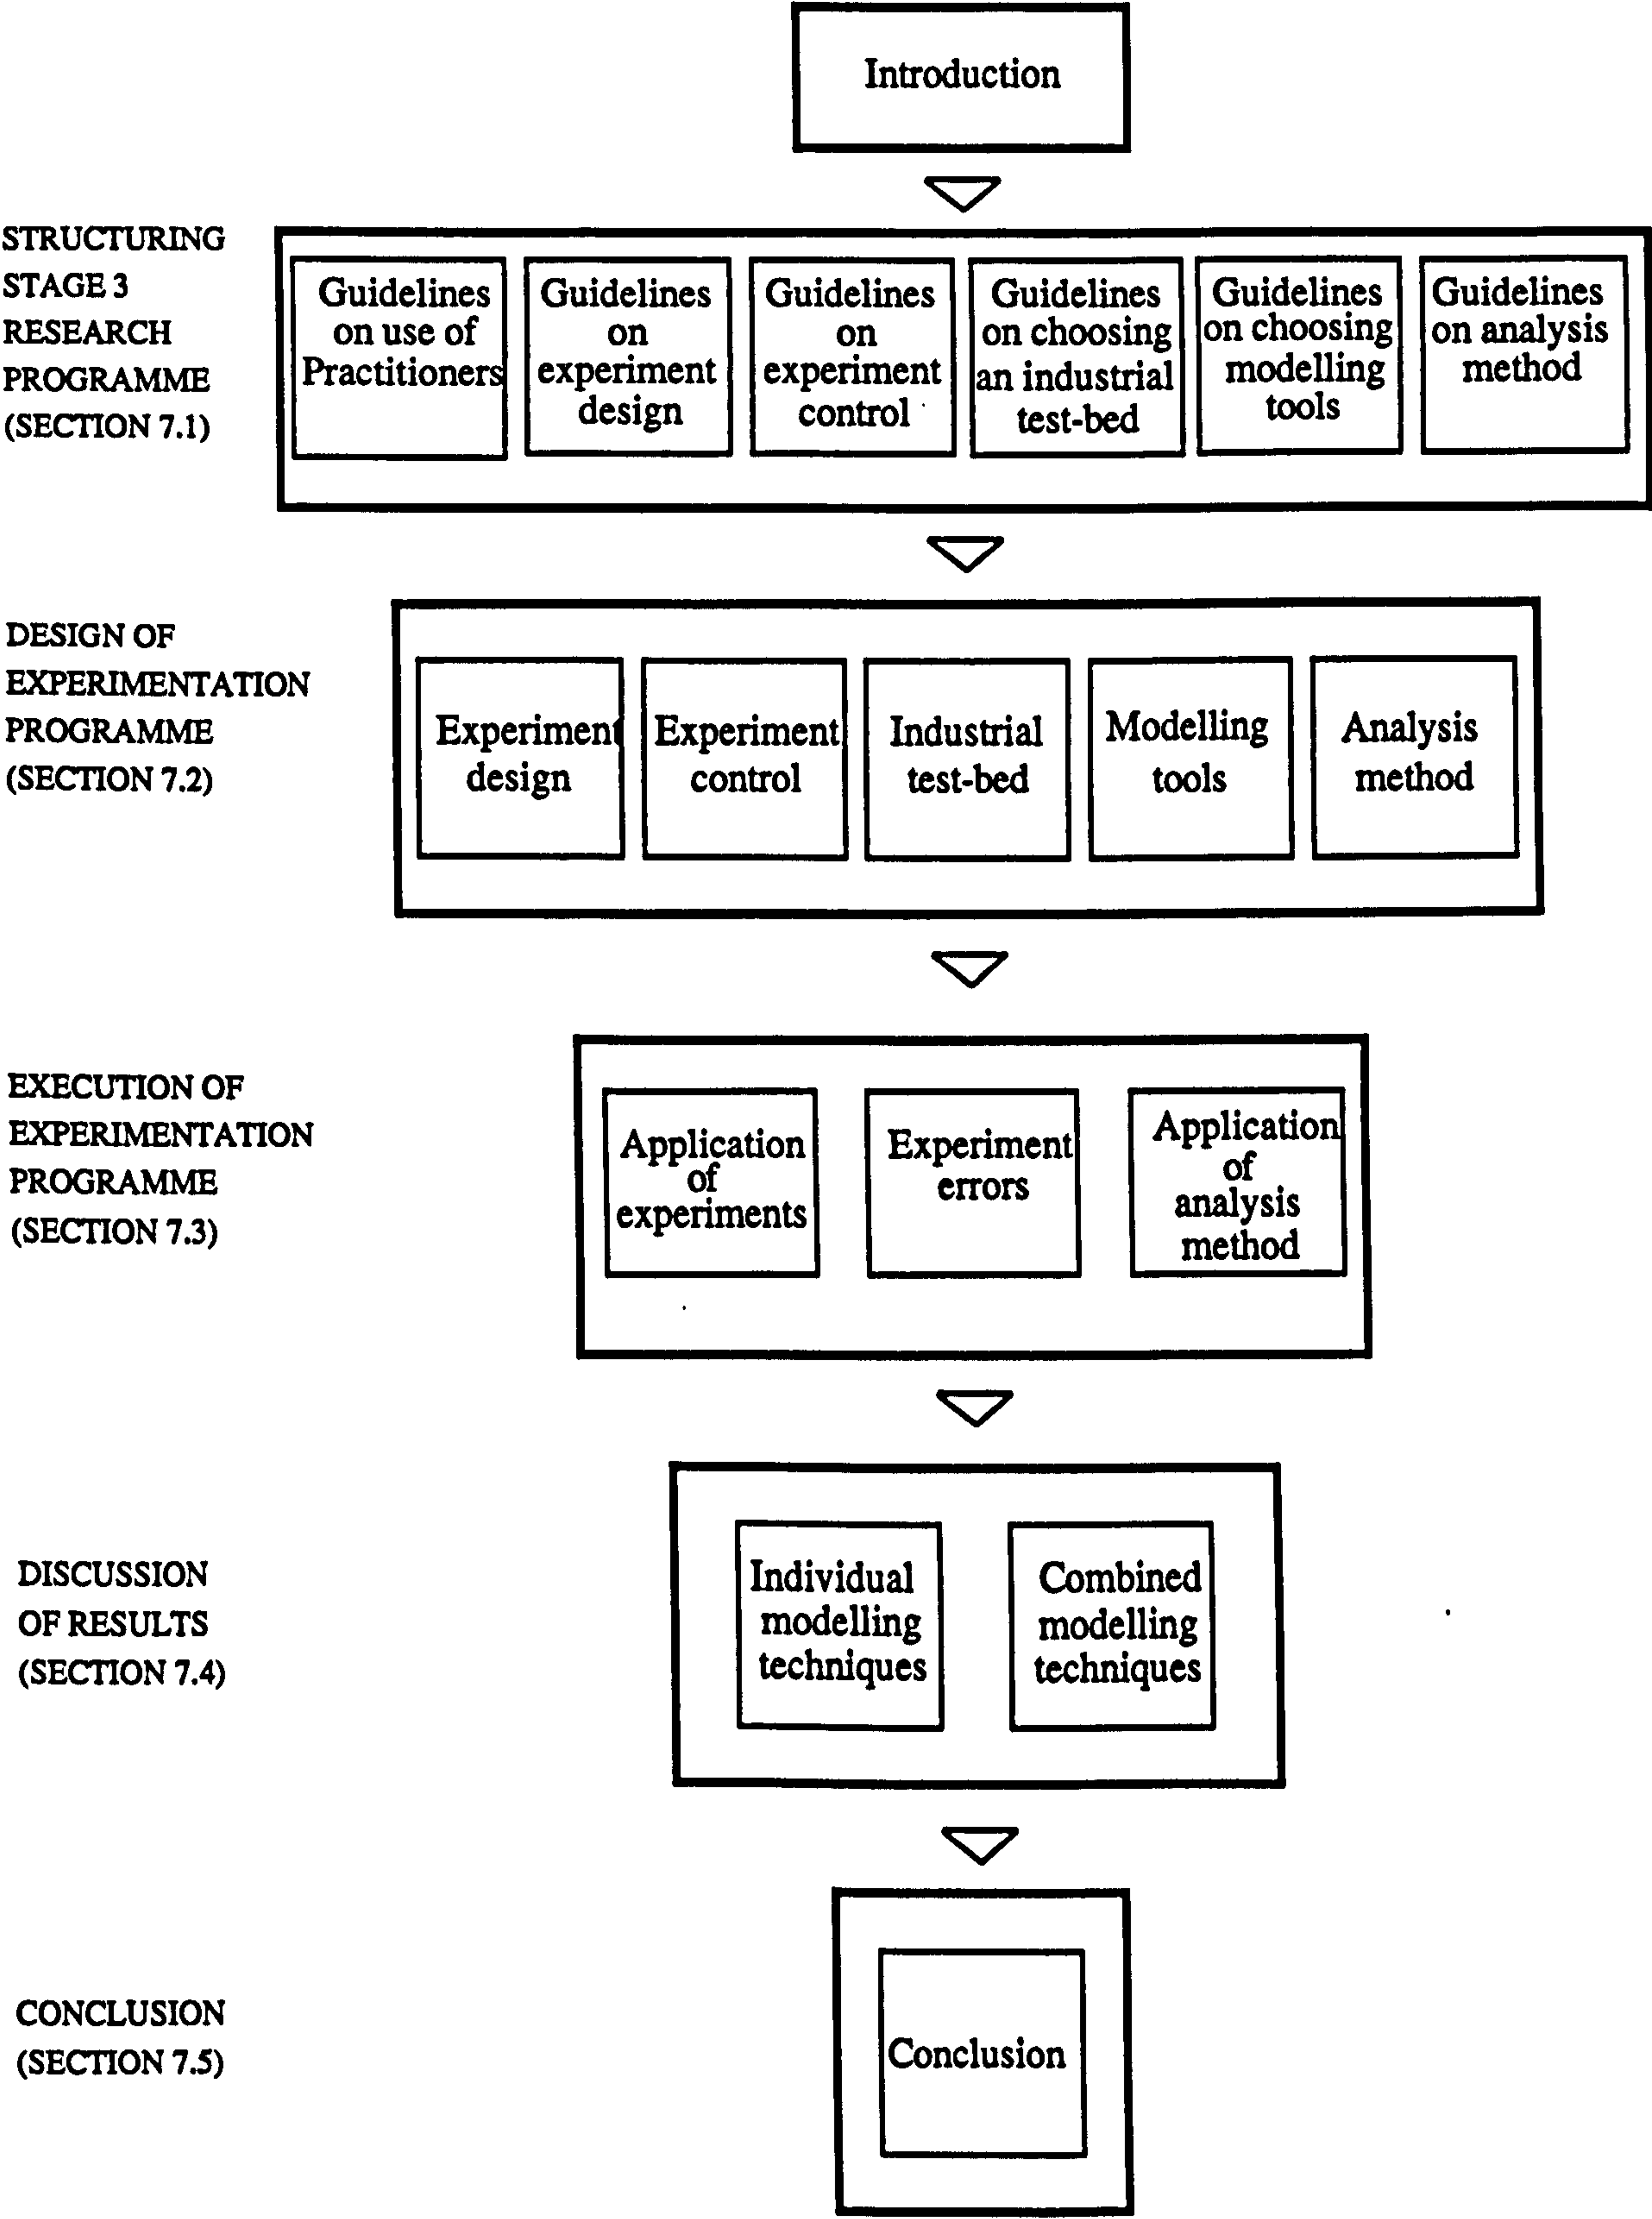 Introduction
STRUCTURING
STAGE 3
RESEARCH
PROGRAMME
(SECTION 7.1)
Guidelines
on use of
Practitioners
Guidelines
on
experiment
design
Guidelines
on
experiment
control
Guidelines
on choosing
an industrial
test-bed
Guidelines
on choosing
modelling
tools
Guidelines
on analysis
method
DESIGN OF
EXPERIMENTATION
PROGRAMME
(SECTION 7.2)
Experiment
design
Experiment
control
Industrial
test-bed
Modelling
tools
Analysis
method
EXECUTION OF
EXPERIMENTATION
PROGRAMME
(SECTION 7.3)
Application
of
experiments
Experiment
errors
Application
of
analysis
method
DISCUSSION
OF RESULTS
(SECTION 7.4)
Individual
modelling
techniques
Combined
modelling
techniques
CONCLUSION
(SECTION 7.5)
Conclusion